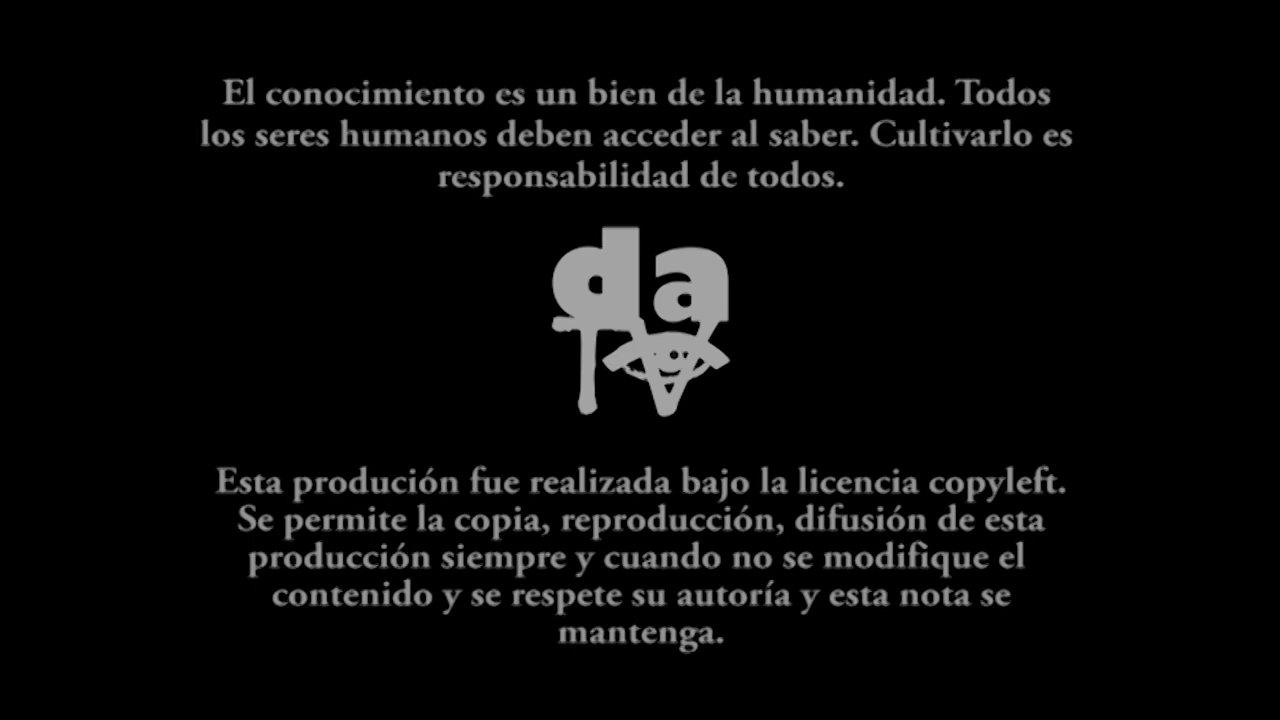 El conocimiento es un bien de la humanidad. Todos
los seres humanos deben acceder al saber. Cultivarlo es
responsabilidad de todos.
da
TV
Esta produción fue realizada bajo la licencia copyleft.
Se permite la copia, reproducción, difusión de esta
producción siempre y cuando no se modifique el
contenido y se respete su autoría y esta nota se
mantenga.